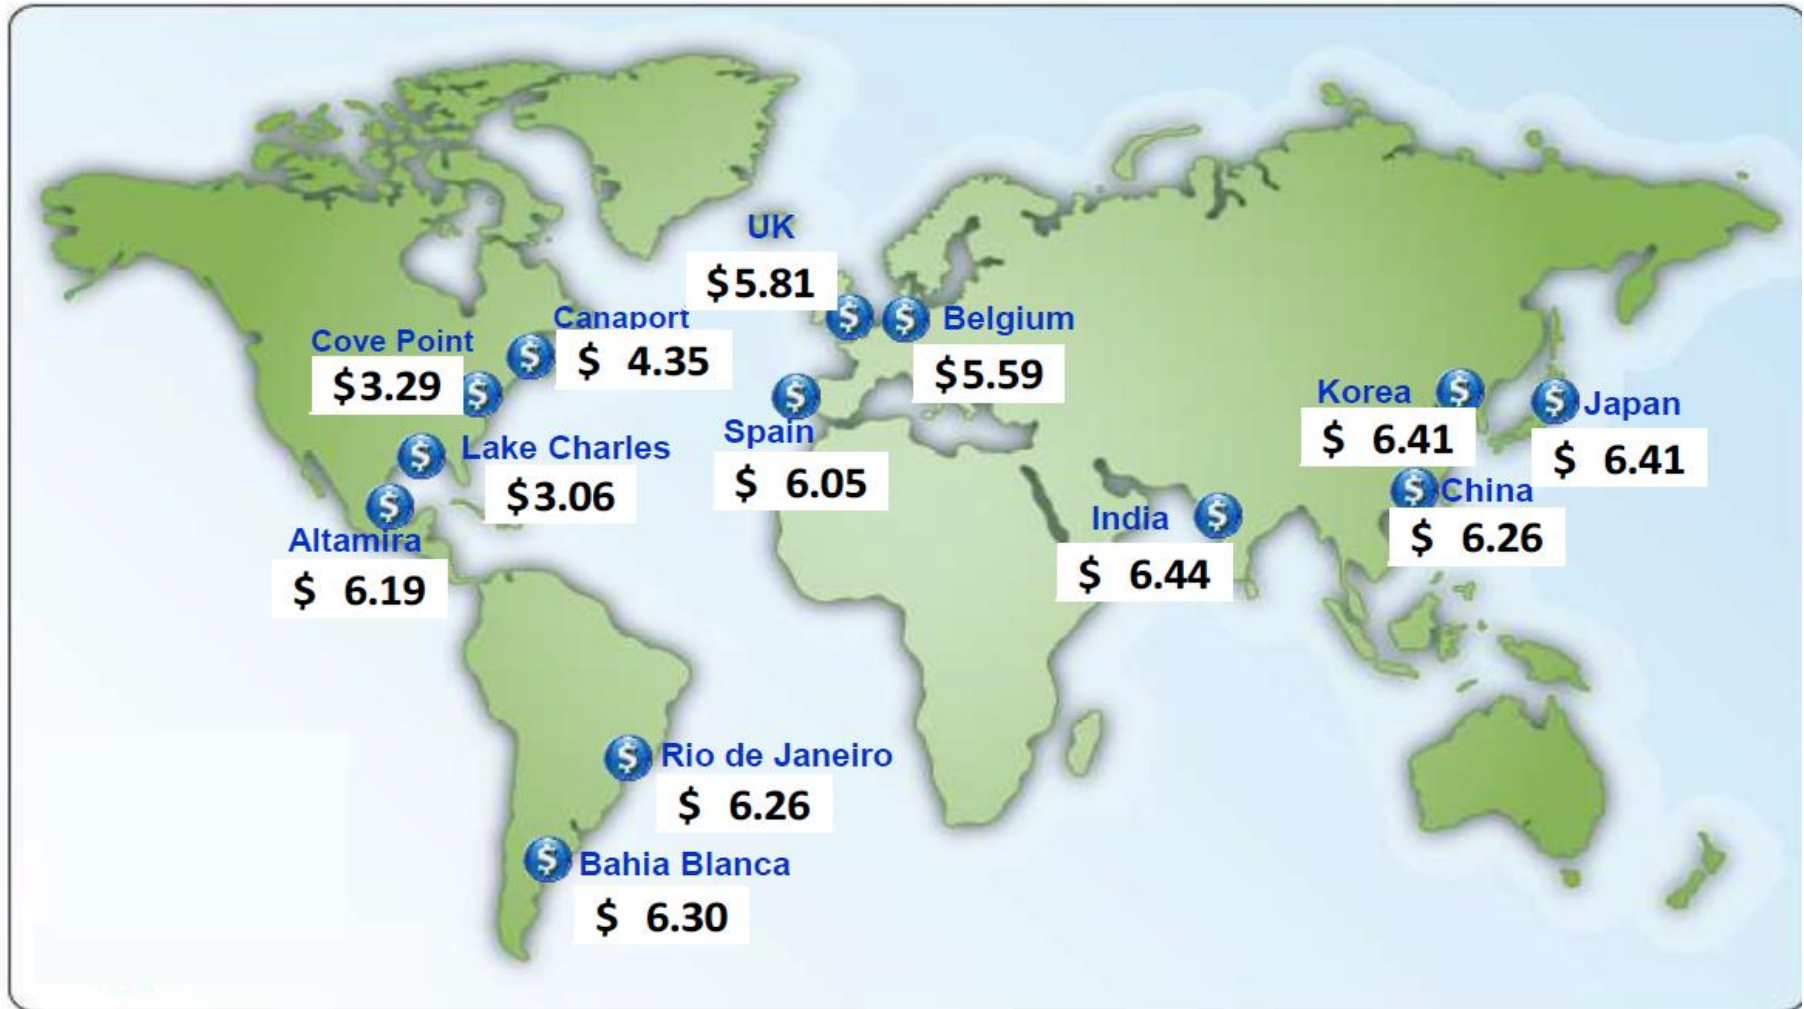 UK
$5.81
Canaport
$ 4.35
Cove Point
$3.29
Belgium
$5.59
Spain
$ 6.05
Lake Charles
$3.06
Altamira
$ 6.19
Korea
$ 6.41
Japan
$ 6.41
China
$ 6.26
India
$ 6.44
Rio de Janeiro
$ 6.26
Bahia Blanca
$ 6.30